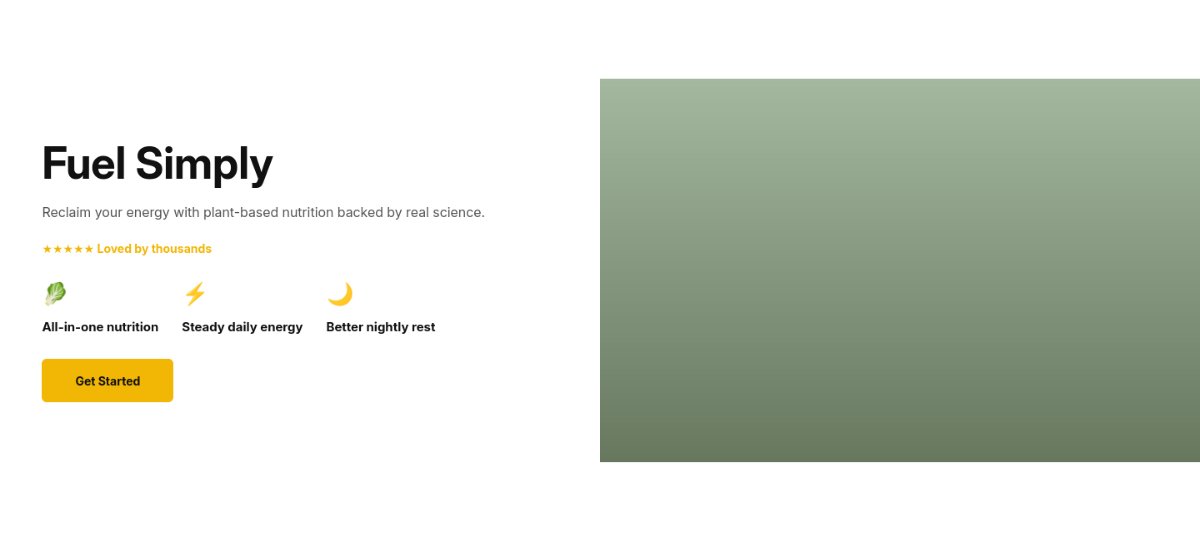 Fuel Simply
Reclaim your energy with plant-based nutrition backed by real science.
★★★★★ Loved by thousands
All-in-one nutrition
Steady daily energy
Better nightly rest
Get Started